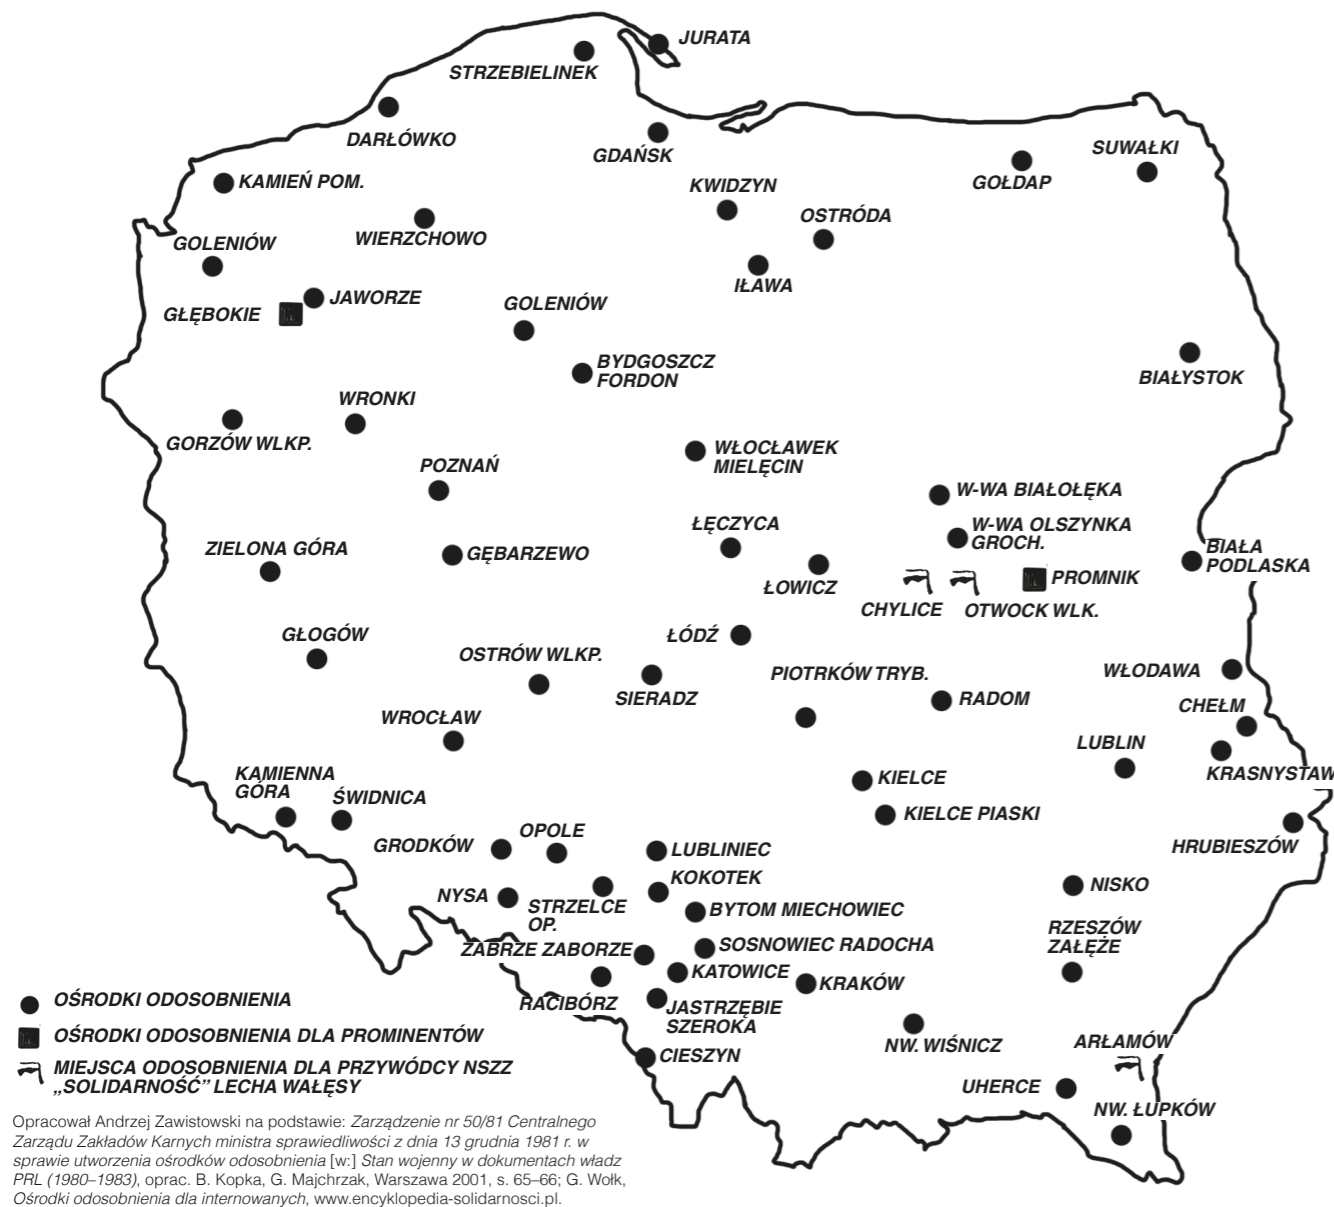 JURATA
STRZEBIELINEK
DARŁÓWKO
GDAŃSK
SUWAŁKI
GOŁDAP
KAMIEŃ POM.
KWIDZYN
OSTRÓDA
WIERZCHOWO
GOLENIÓW
IŁAWA
JAWORZE
GŁĘBOKIE
GOLENIÓW
BYDGOSZCZ
FORDON
BIAŁYSTOK
WRONKI
GORZÓW WLKP.
WŁOCŁAWEK
MIELĘCIN
POZNAŃ
W-WA BIAŁOŁĘKA
ŁĘCZYCA
W-WA OLSZYNKA
GROCH.
ZIELONA GÓRA
GĘBARZEWO
BIAŁA
PODLASKA
ŁOWICZ
PROMNIK
CHYLICE
OTWOCK WLK.
GŁOGÓW
ŁÓDŹ
OSTRÓW WLKP.
SIERADZ
PIOTRKÓW TRYB.
WŁODAWA
RADOM
CHEŁM
WROCŁAW
LUBLIN
KRASNYSTAW
KAMIENNA
GÓRA
ŚWIDNICA
KIELCE
KIELCE PIASKI
GRODKÓW
OPOLE
LUBLINIEC
HRUBIESZÓW
KOKOTEK
NISKO
NYSA
STRZELCE
OP.
BYTOM MIECHOWIEC
RZESZÓW
ZAŁĘŻE
ZABRZE ZABORZE
SOSNOWIEC RADOCHA
KATOWICE
KRAKÓW
RACIBÓRZ
JASTRZĘBIE
SZEROKA
NW. WIŚNICZ
ARŁAMÓW
CIESZYN
UHERCE
NW. ŁUPKÓW
OŚRODKI ODOSOBNIENIA
OŚRODKI ODOSOBNIENIA DLA PROMINENTÓW
MIEJSCA ODOSOBNIENIA DLA PRZYWÓDCY NSZZ
„SOLIDARNOŚĆ” LECHA WAŁĘSY
Opracował Andrzej Zawistowski na podstawie: Zarządzenie nr 50/81 Centralnego
Zarządu Zakładów Karnych ministra sprawiedliwości z dnia 13 grudnia 1981 r. w
sprawie utworzenia ośrodków odosobnienia [w:] Stan wojenny w dokumentach władz
PRL (1980–1983), oprac. B. Kopka, G. Majchrzak, Warszawa 2001, s. 65–66; G. Wołk,
Ośrodki odosobnienia dla internowanych, www.encyklopedia-solidarnosci.pl.